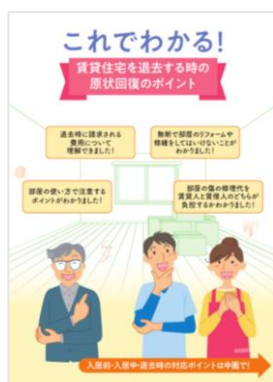 これでわかる!
賃貸住宅を退去する時の
原状回復のポイント
退去時に請求される
費用について
理解できました!
無断で部屋のリフォームや
修繕をしてはいけないことが
わかりました!
部屋の使い方で注意する
ポイントがわかりました!
部屋の傷の修理代を
賃貸人と賃借人のどちらが
負担するかわかりました!
入居前・入居中・退去時の対応ポイントは中面で!